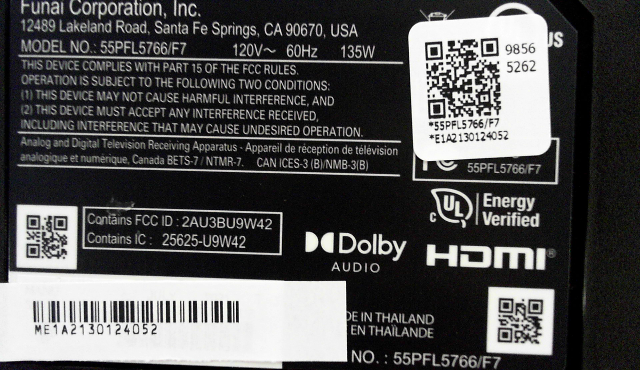 Funai Corporation, Inc.
12489 Lakeland Road, Santa Fe Springs, CA 90670, USA
MODEL NO.: 55PFL5766/F7 120V~ 60Hz 135W
THIS DEVICE COMPLIES WITH PART 15 OF THE FCC RULES.
OPERATION IS SUBJECT TO THE FOLLOWING TWO CONDITIONS:
(1) THIS DEVICE MAY NOT CAUSE HARMFUL INTERFERENCE, AND
(2) THIS DEVICE MUST ACCEPT ANY INTERFERENCE RECEIVED,
INCLUDING INTERFERENCE THAT MAY CAUSE UNDESIRED OPERATION.
Analog and Digital Television Receiving Apparatus - Appareil de réception de télévision
analogique et numérique, Canada BETS-7 / NTMR-7. CAN ICES-3 (B)/NMB-3(B)
9856
5262
*55PFL5766/F7
*E1A2130124052
US
55PFL5766/F7
Contains FCC ID : 2AU3BU9W42
Contains IC : 25625-U9W42
Dolby
AUDIO
c UL Energy
Verified
HDMI®
ME1A2130124052
DE IN THAILAND
EN THAÏLANDE
NO. : 55PFL5766/F7